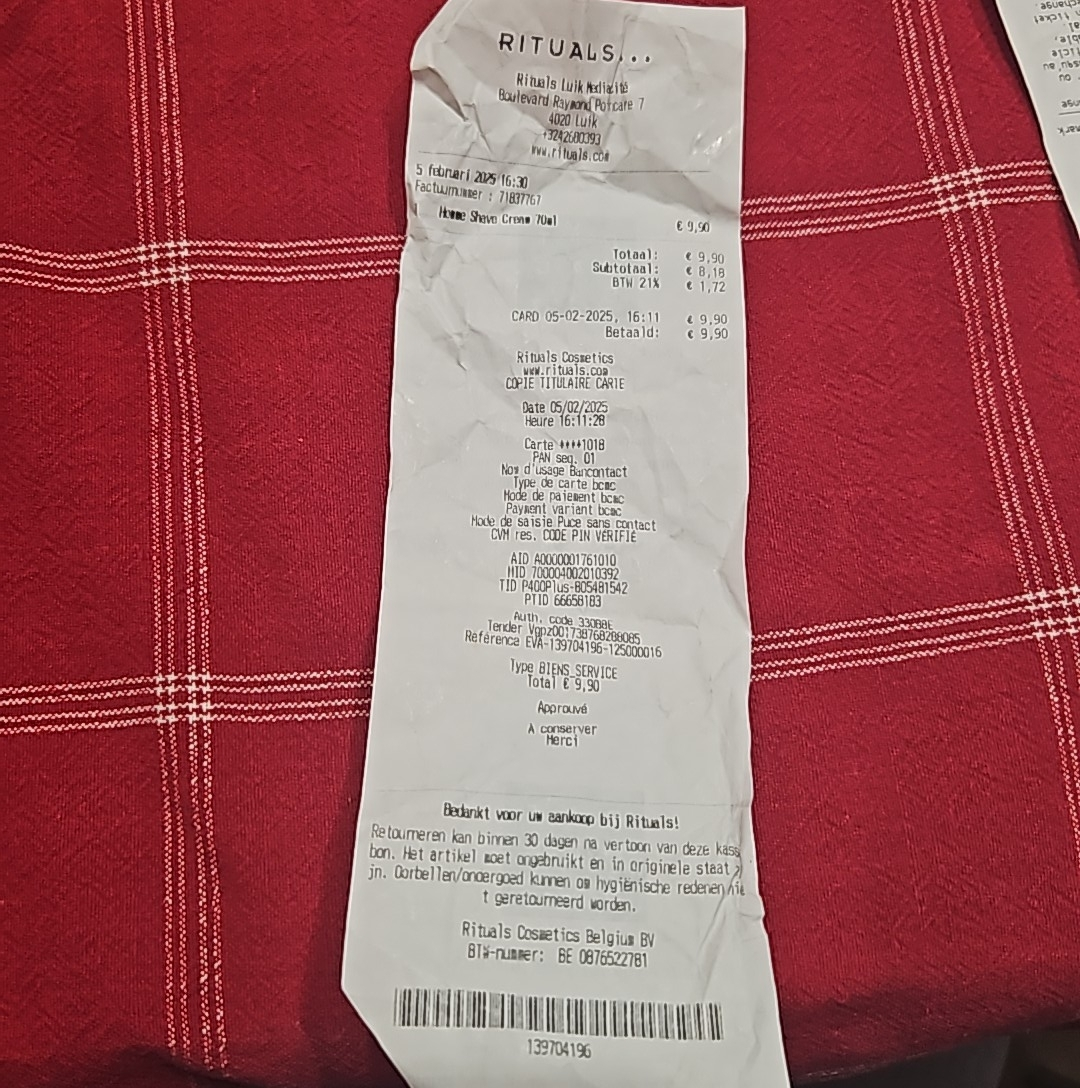 RITUALS...
Rituals Luik Mediacité
Boulevard Raymond Poncaré 7
4020 Luik
+3242680393
www.rituals.com
5 februari 2025 16:30
Factuurnummer : 71837767
1 Homme Shave Creme 70ml € 9,90
Totaal: € 9,90
Subtotaal: € 8,18
BTW 21% € 1,72
CARD 05-02-2025, 16:11 € 9,90
Betaald: € 9,90
Rituals Cosmetics
www.rituals.com
COPIE TITULAIRE CARTE
Date 05/02/2025
Heure 16:11:28
Carte ****1018
PAN seq. 01
Nom d'usage Bancontact
Type de carte bcmc
Mode de paiement bcmc
Payment variant bcmc
Mode de saisie Puce sans contact
CVM res. CODE PIN VÉRIFIÉ
AID A0000001761010
MID 700004002010392
TID P400Plus-805481542
PTID 66658183
Auth. code 33088E
Tender Vgpz001738768288085
Reférence EVA-139704196-125000016
Type BIENS_SERVICE
Total € 9,90
Approuvé
A conserver
Merci
Bedankt voor uw aankoop bij Rituals!
Retourneren kan binnen 30 dagen na vertoon van deze kass
bon. Het artikel moet ongebruikt en in originele staat z
jn. Oorbellen/ondergoed kunnen om hygiënische redenen nie
t geretourneerd worden.
Rituals Cosmetics Belgium BV
BTW-nummer: BE 0876522781
139704196